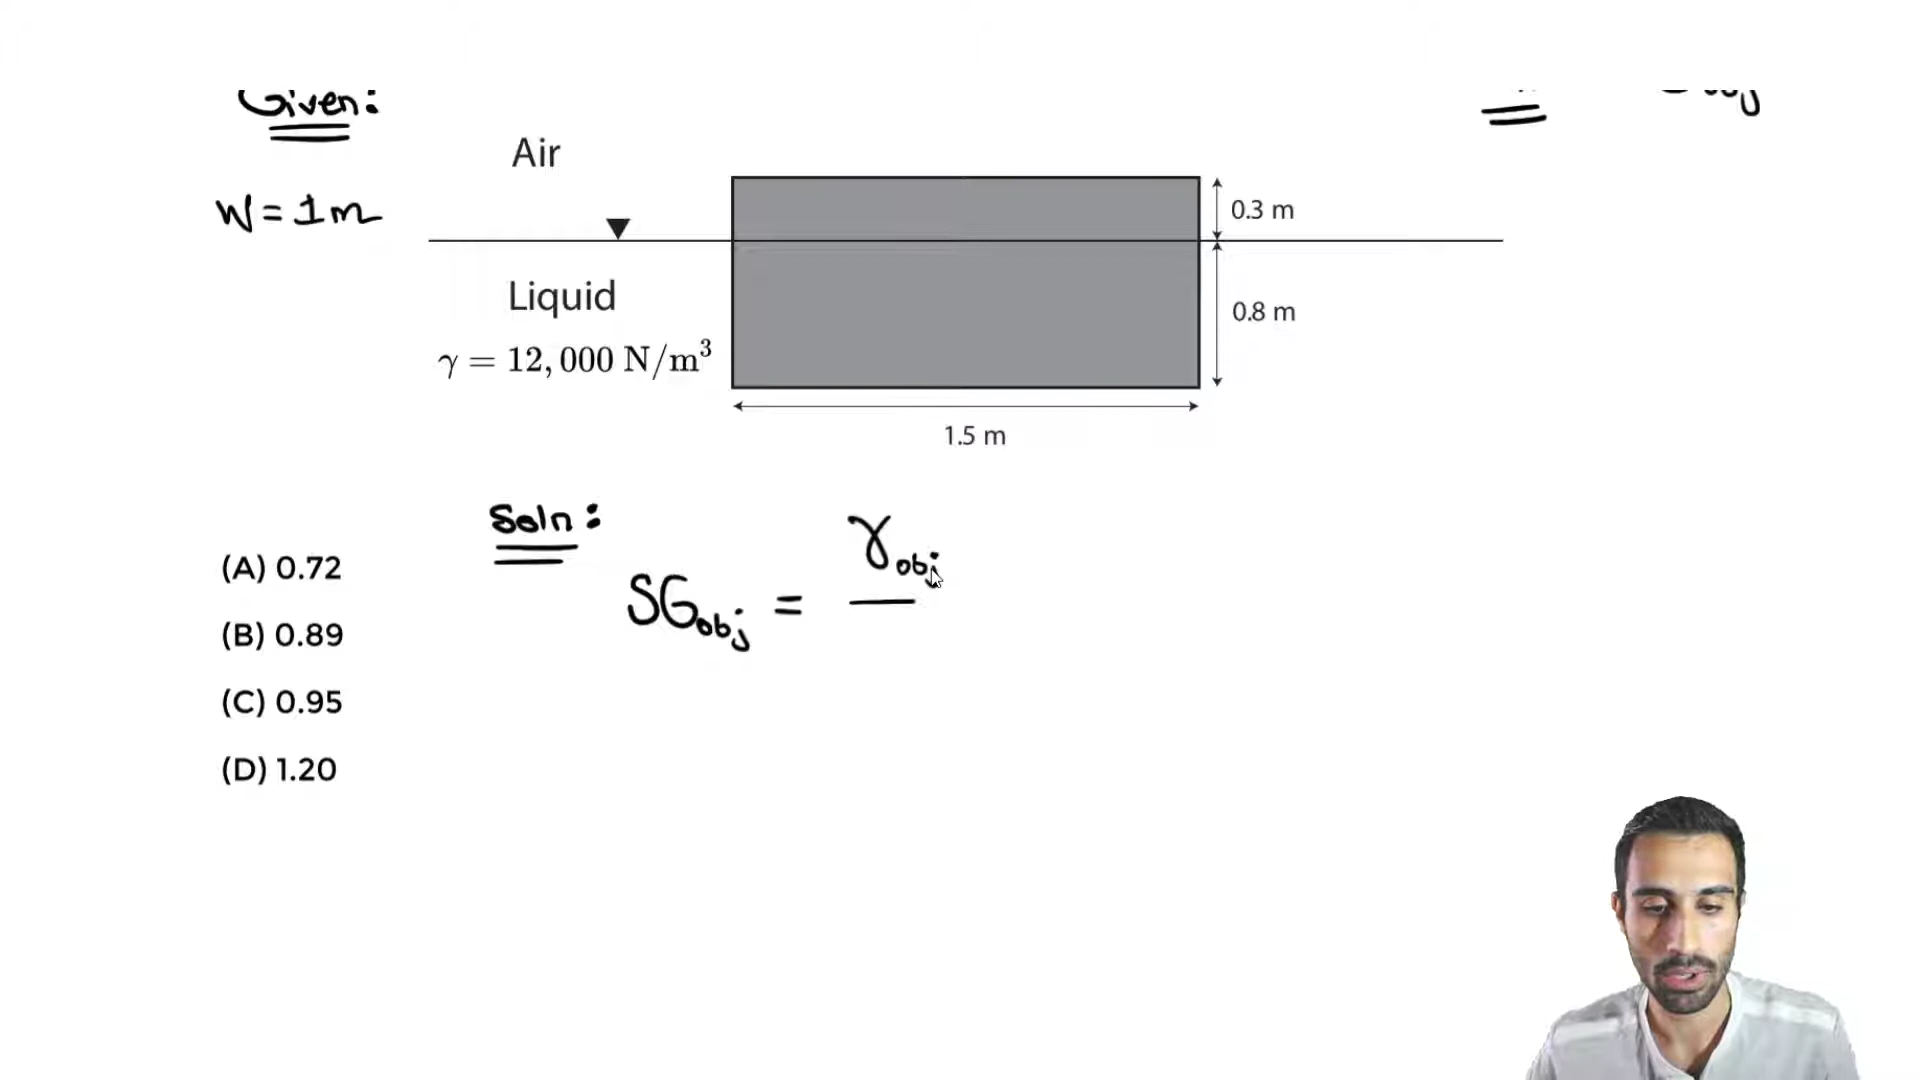 Given:
Air
W = 1m
0.3 m
Liquid
0.8 m
γ = 12,000 N/m³
1.5 m
Soln:
γobj
SGobj =
(A) 0.72
(B) 0.89
(C) 0.95
(D) 1.20